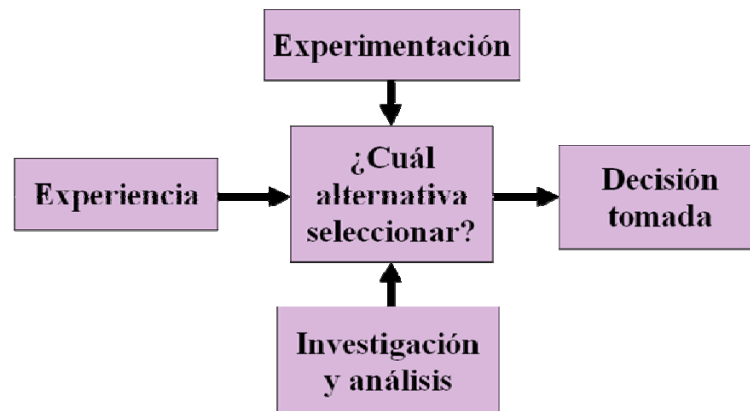 Experimentación
Experiencia
¿Cuál
alternativa
seleccionar?
Decisión
tomada
Investigación
y análisis